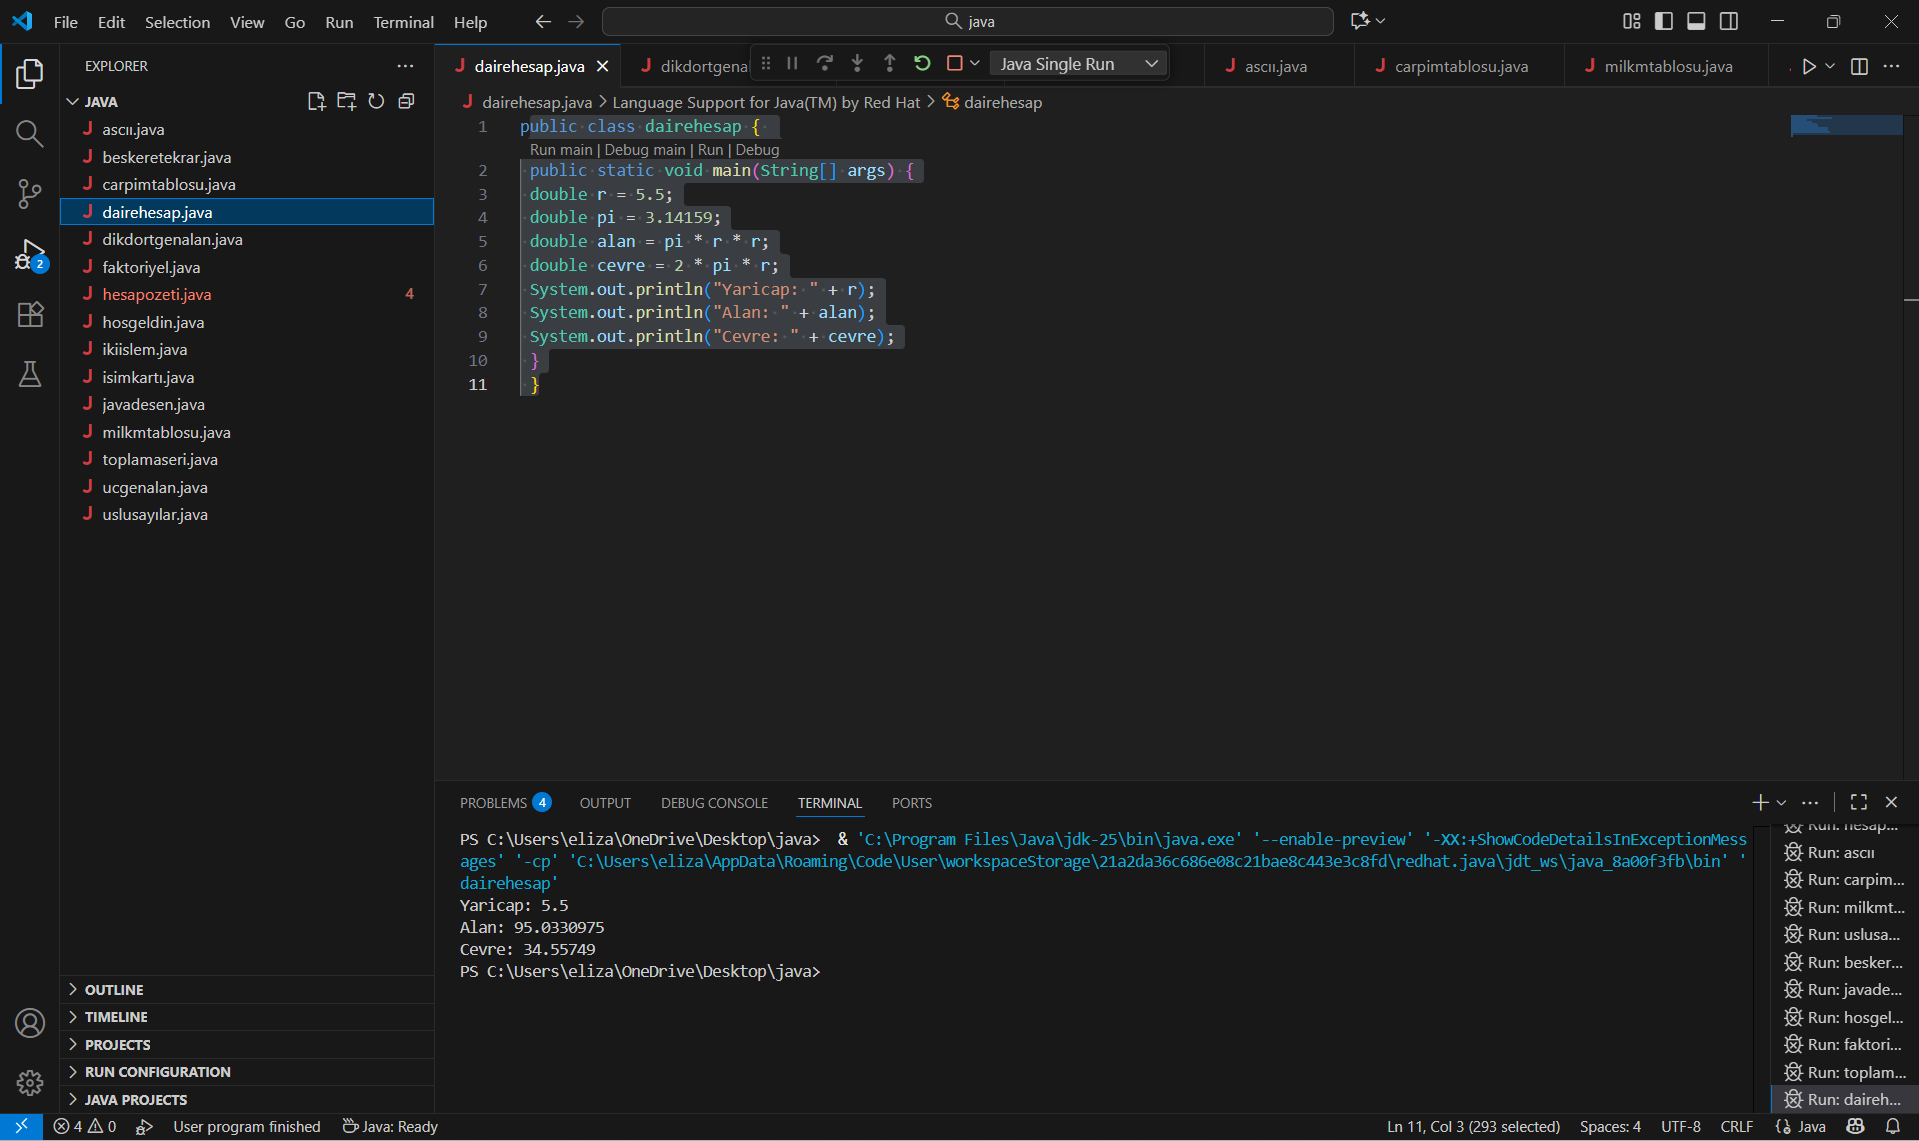 File Edit Selection View Go Run Terminal Help
java
EXPLORER
JAVA
ascıı.java
beskeretekrar.java
carpimtablosu.java
dairehesap.java
dikdortgenalan.java
faktoriyel.java
hesapozeti.java 4
hosgeldin.java
ikiislem.java
isimkartı.java
javadesen.java
milkmtablosu.java
toplamaseri.java
ucgenalan.java
uslusayılar.java
OUTLINE
TIMELINE
PROJECTS
RUN CONFIGURATION
JAVA PROJECTS
2
dairehesap.java dikdortgena Java Single Run ascıı.java carpimtablosu.java milkmtablosu.java
dairehesap.java > Language Support for Java(TM) by Red Hat > dairehesap
1 public class dairehesap {
Run main | Debug main | Run | Debug
2 public static void main(String[] args) {
3 double r = 5.5;
4 double pi = 3.14159;
5 double alan = pi * r * r;
6 double cevre = 2 * pi * r;
7 System.out.println("Yaricap: " + r);
8 System.out.println("Alan: " + alan);
9 System.out.println("Cevre: " + cevre);
10 }
11 }
PROBLEMS 4 OUTPUT DEBUG CONSOLE TERMINAL PORTS
PS C:\Users\eliza\OneDrive\Desktop\java>  & 'C:\Program Files\Java\jdk-25\bin\java.exe' '--enable-preview' '-XX:+ShowCodeDetailsInExceptionMess
ages' '-cp' 'C:\Users\eliza\AppData\Roaming\Code\User\workspaceStorage\21a2da36c686e08c21bae8c443e3c8fd\redhat.java\jdt_ws\java_8a00f3fb\bin' '
dairehesap'
Yaricap: 5.5
Alan: 95.0330975
Cevre: 34.55749
PS C:\Users\eliza\OneDrive\Desktop\java>
Run: hesap...
Run: ascıı
Run: carpim...
Run: milkmt...
Run: uslusa...
Run: besker...
Run: javade...
Run: hosgel...
Run: faktori...
Run: toplam...
Run: daireh...
4 0 User program finished Java: Ready Ln 11, Col 3 (293 selected) Spaces: 4 UTF-8 CRLF Java